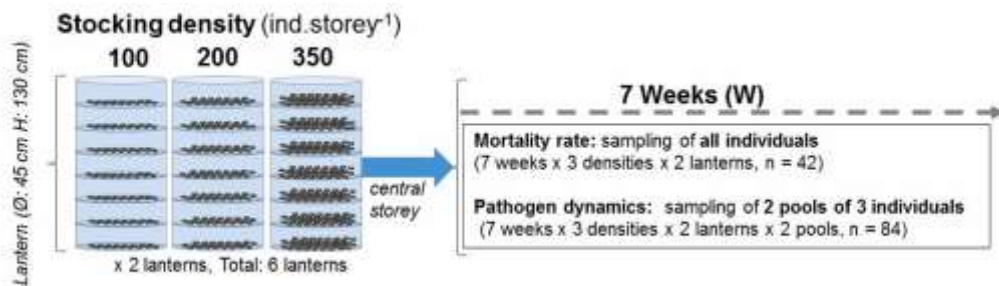 Stocking density (ind.storey⁻¹)
100 200 350
Lantern (Ø: 45 cm H: 130 cm)
x 2 lanterns, Total: 6 lanterns
central
storey
7 Weeks (W)
Mortality rate: sampling of all individuals
(7 weeks x 3 densities x 2 lanterns, n = 42)
Pathogen dynamics: sampling of 2 pools of 3 individuals
(7 weeks x 3 densities x 2 lanterns x 2 pools, n = 84)